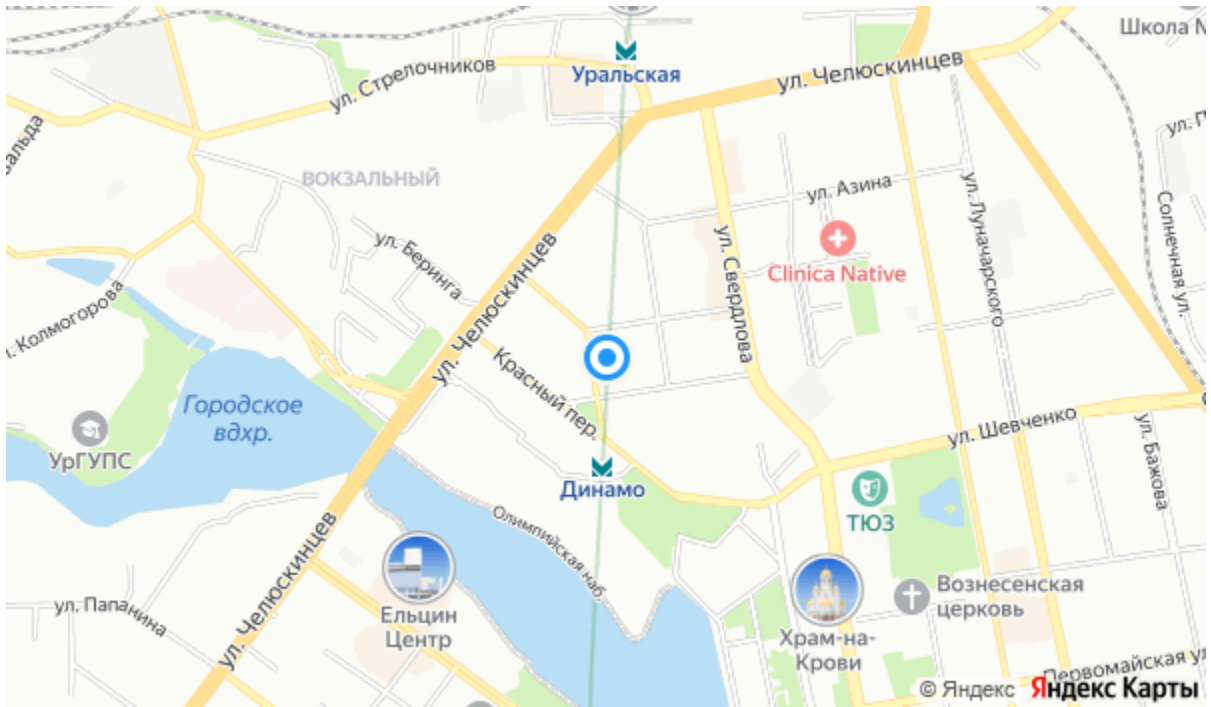 Школа N
Уральская
ул. Челюскинцев
ул. Стрелочников
ул. П
вальда
ВОКЗАЛЬНЫЙ
ул. Азина
ул. Луначарского
Солнечная ул.
ул. Беринга
ул. Свердлова
Clinica Native
ул. Челюскинцев
. Колмогорова
Красный пер.
Городское
вдхр.
ул. Шевченко
УрГУПС
ул. Бажова
Динамо
ТЮЗ
Олимпийская наб.
ул. Челюскинцев
Вознесенская
церковь
ул. Папанина
Ельцин
Центр
Храм-на-
Крови
Первомайская ул
© Яндекс Яндекс Карты